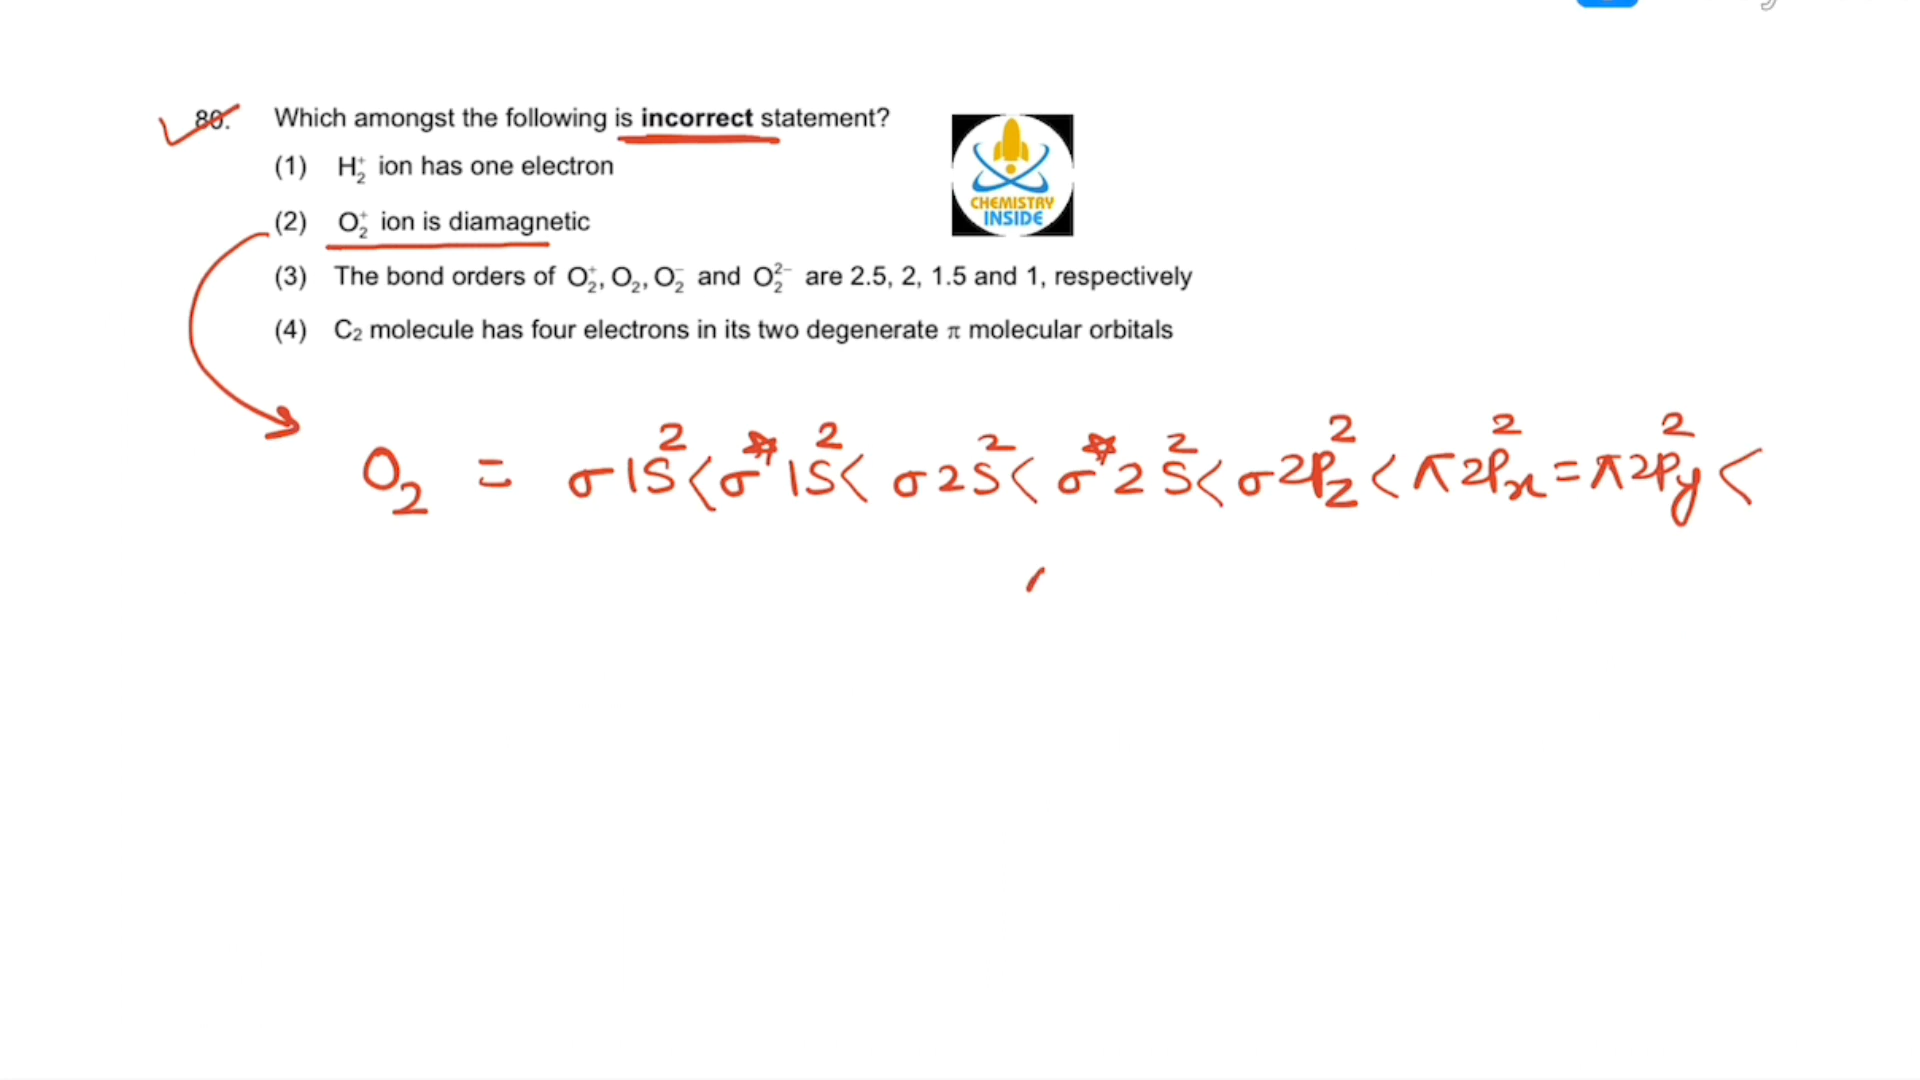 80. Which amongst the following is incorrect statement?
(1) H₂⁺ ion has one electron
(2) O₂⁺ ion is diamagnetic
(3) The bond orders of O₂⁺, O₂, O₂⁻ and O₂²⁻ are 2.5, 2, 1.5 and 1, respectively
(4) C₂ molecule has four electrons in its two degenerate π molecular orbitals
CHEMISTRY
INSIDE
O₂ = σ1S² < σ*1S² < σ2S² < σ*2S² < σ2P_z² < π2P_x² = π2P_y² <